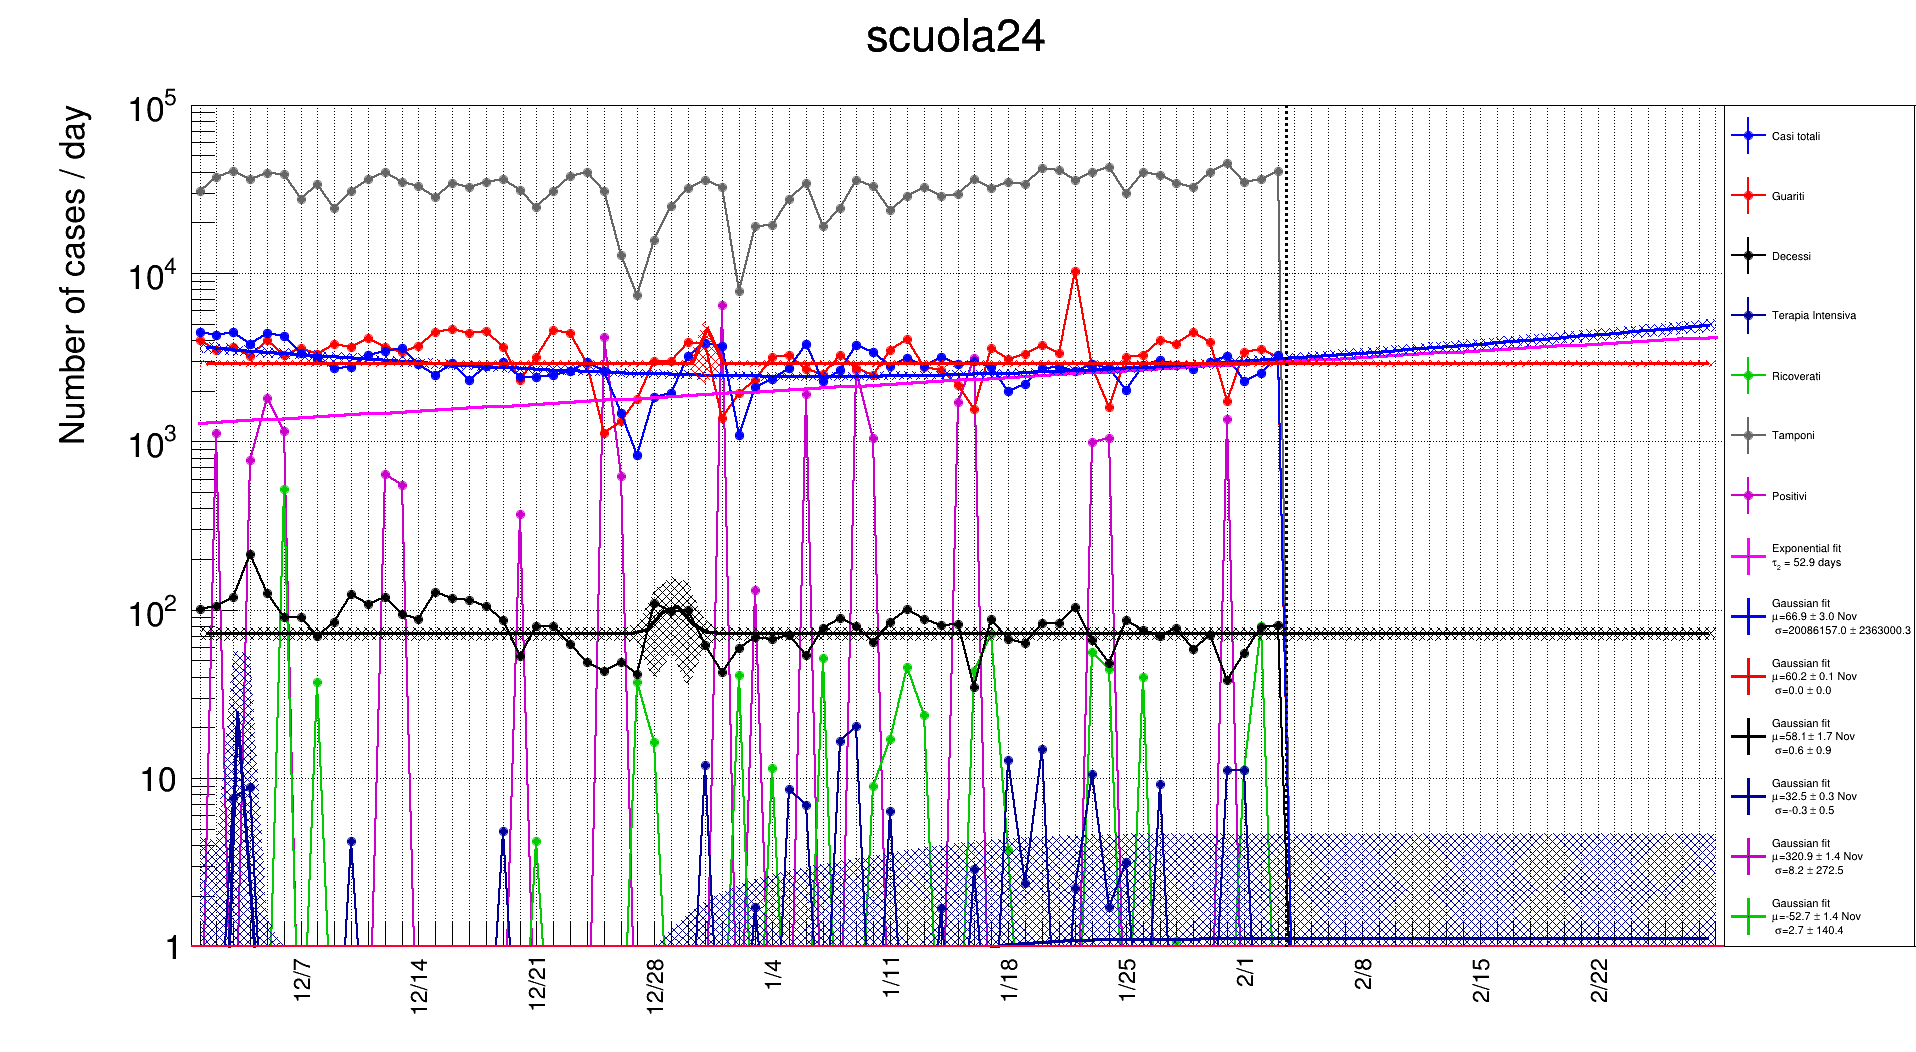 scuola24
Number of cases / day
10^5
10^4
10^3
10^2
10
1
12/7
12/14
12/21
12/28
1/4
1/11
1/18
1/25
2/1
2/8
2/15
2/22
Casi totali
Guariti
Decessi
Terapia Intensiva
Ricoverati
Tamponi
Positivi
Exponential fit
τ₂ = 52.9 days
Gaussian fit
μ=66.9 ± 3.0 Nov
σ=20086157.0 ± 2363000.3
Gaussian fit
μ=60.2 ± 0.1 Nov
σ=0.0 ± 0.0
Gaussian fit
μ=58.1 ± 1.7 Nov
σ=0.6 ± 0.9
Gaussian fit
μ=32.5 ± 0.3 Nov
σ=-0.3 ± 0.5
Gaussian fit
μ=320.9 ± 1.4 Nov
σ=8.2 ± 272.5
Gaussian fit
μ=-52.7 ± 1.4 Nov
σ=2.7 ± 140.4